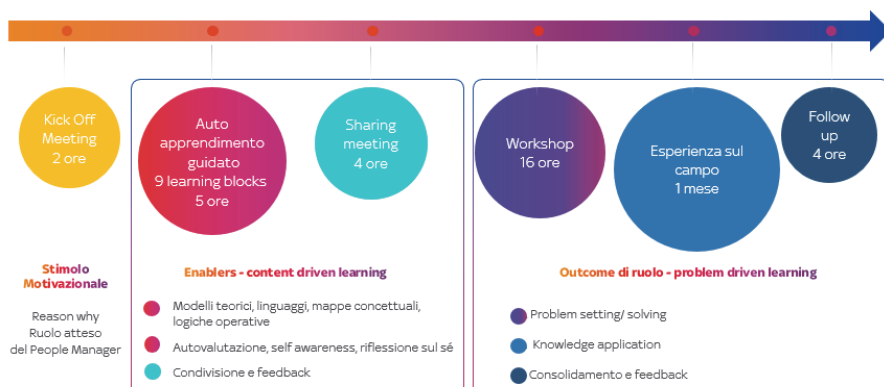 Kick Off
Meeting
2 ore
Auto
apprendimento
guidato
9 learning blocks
5 ore
Sharing
meeting
4 ore
Workshop
16 ore
Esperienza sul
campo
1 mese
Follow
up
4 ore
Stimolo
Motivazionale
Reason why
Ruolo atteso
del People Manager
Enablers - content driven learning
Modelli teorici, linguaggi, mappe concettuali,
logiche operative
Autovalutazione, self awareness, riflessione sul sé
Condivisione e feedback
Outcome di ruolo - problem driven learning
Problem setting/ solving
Knowledge application
Consolidamento e feedback